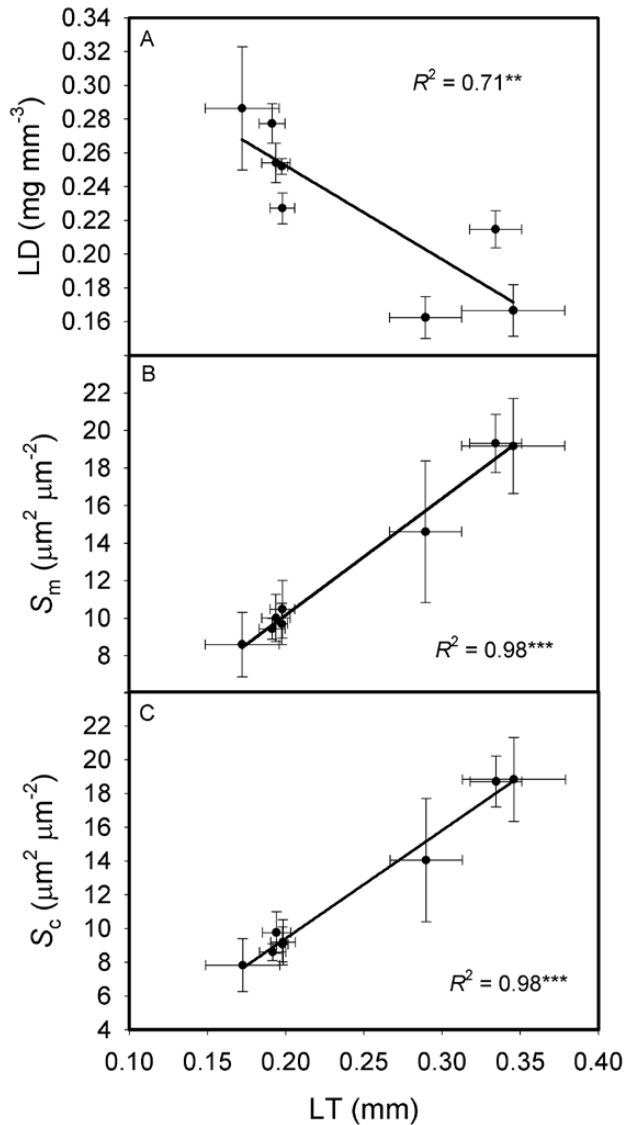 A
R² = 0.71**
LD (mg mm⁻³)
0.34
0.32
0.30
0.28
0.26
0.24
0.22
0.20
0.18
0.16
B
Sm (μm² μm⁻²)
22
20
18
16
14
12
10
8
R² = 0.98***
C
Sc (μm² μm⁻²)
22
20
18
16
14
12
10
8
6
4
R² = 0.98***
0.10 0.15 0.20 0.25 0.30 0.35 0.40
LT (mm)